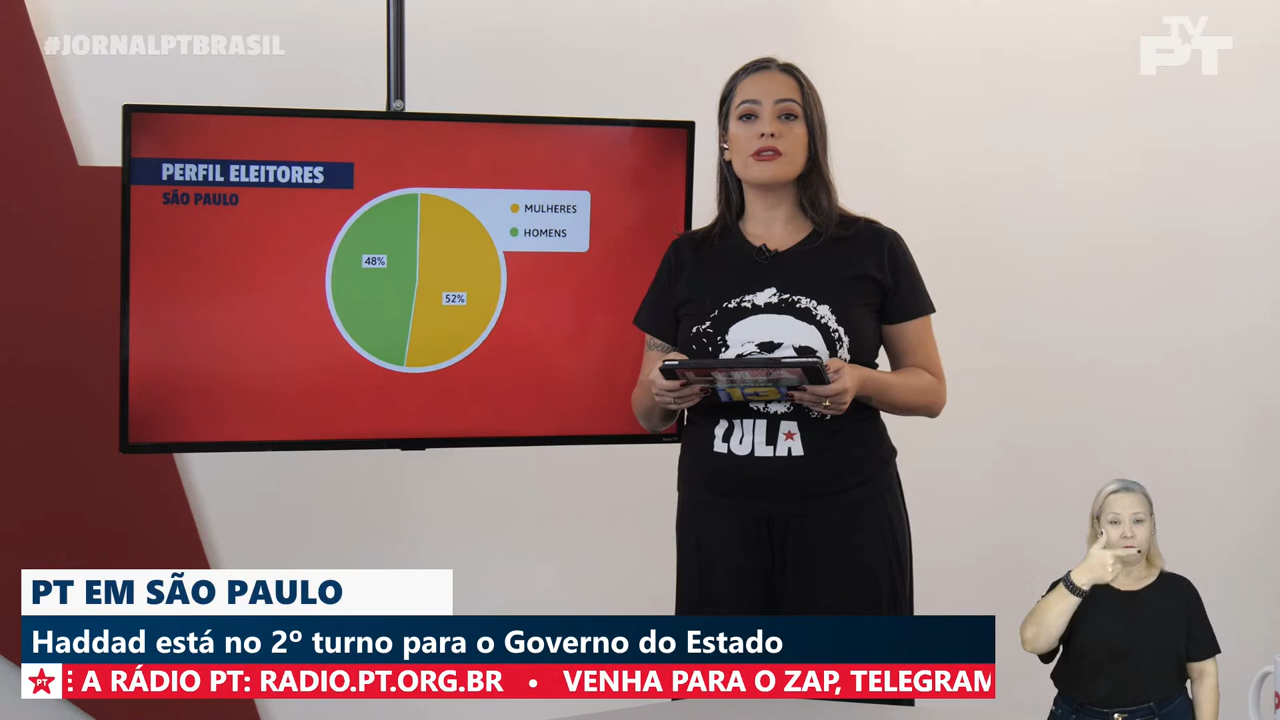 #JORNALPTBRASIL
TV
PT
PERFIL ELEITORES
SÃO PAULO
MULHERES
HOMENS
48%
52%
13
LULA
PT EM SÃO PAULO
Haddad está no 2º turno para o Governo do Estado
PT
E A RÁDIO PT: RADIO.PT.ORG.BR • VENHA PARA O ZAP, TELEGRAM